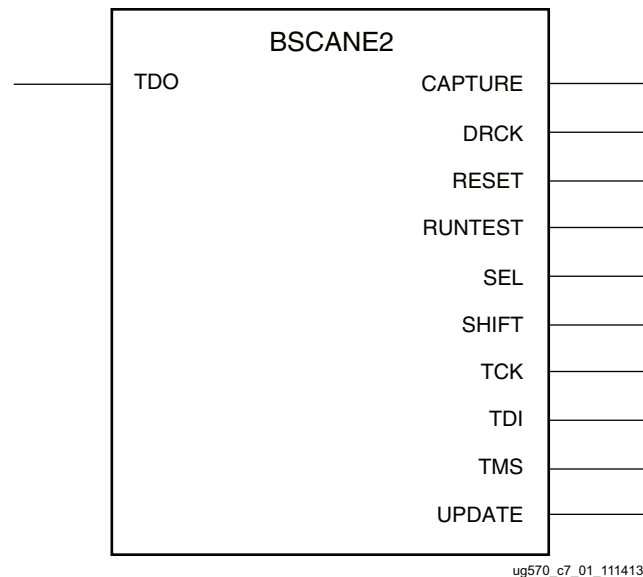 BSCANE2
TDO CAPTURE
DRCK
RESET
RUNTEST
SEL
SHIFT
TCK
TDI
TMS
UPDATE
ug570_c7_01_111413